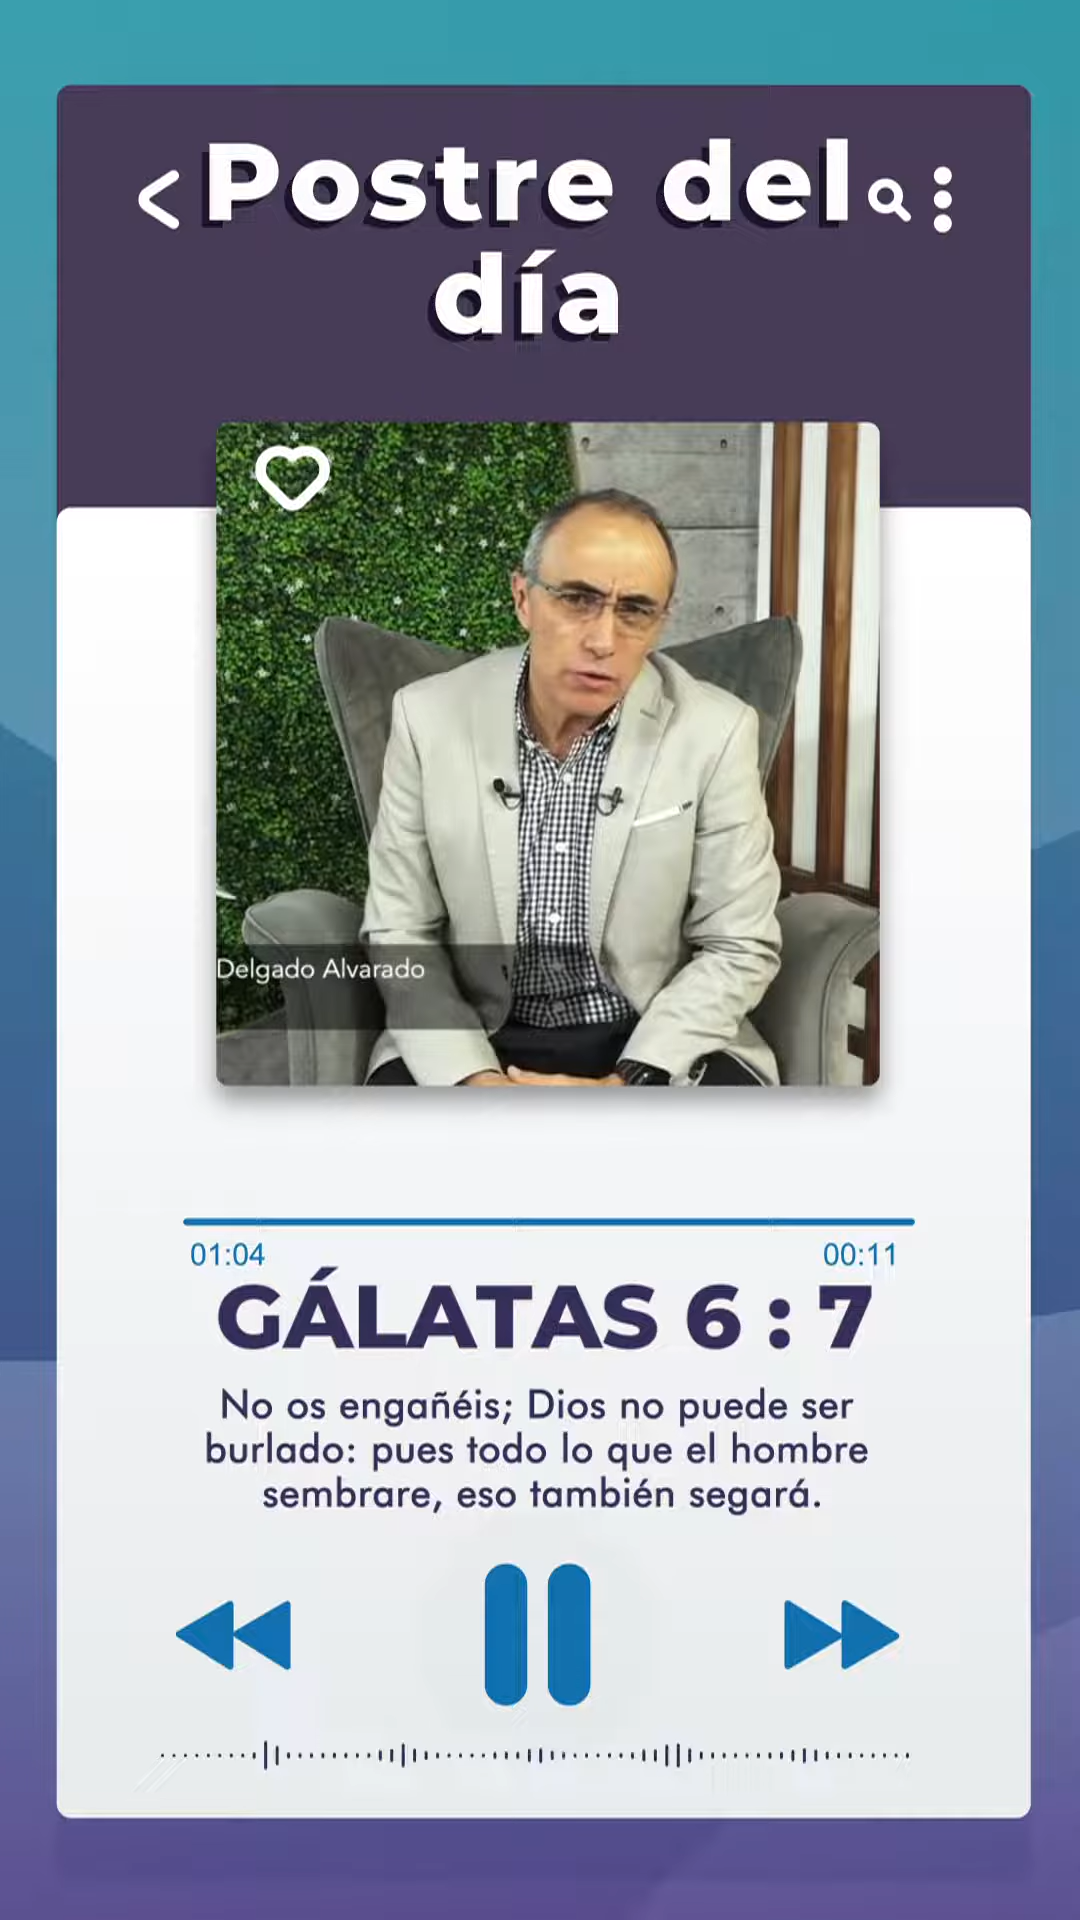 Postre del
día
Delgado Alvarado
01:04
00:11
GÁLATAS 6 : 7
No os engañéis; Dios no puede ser
burlado: pues todo lo que el hombre
sembrare, eso también segará.